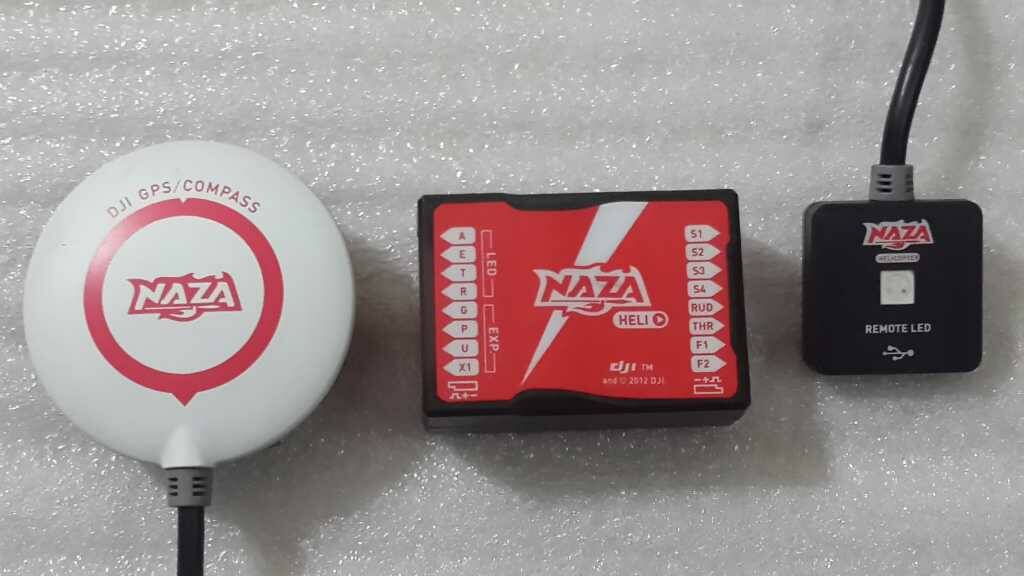 DJI GPS/COMPASS
NAZA
A
E
T
R
G
P
U
X1
LED
EXP
NAZA
HELI
dji TM
and © 2012 DJI.
S1
S2
S3
S4
RUD
THR
F1
F2
NAZA
HELICOPTER
REMOTE LED